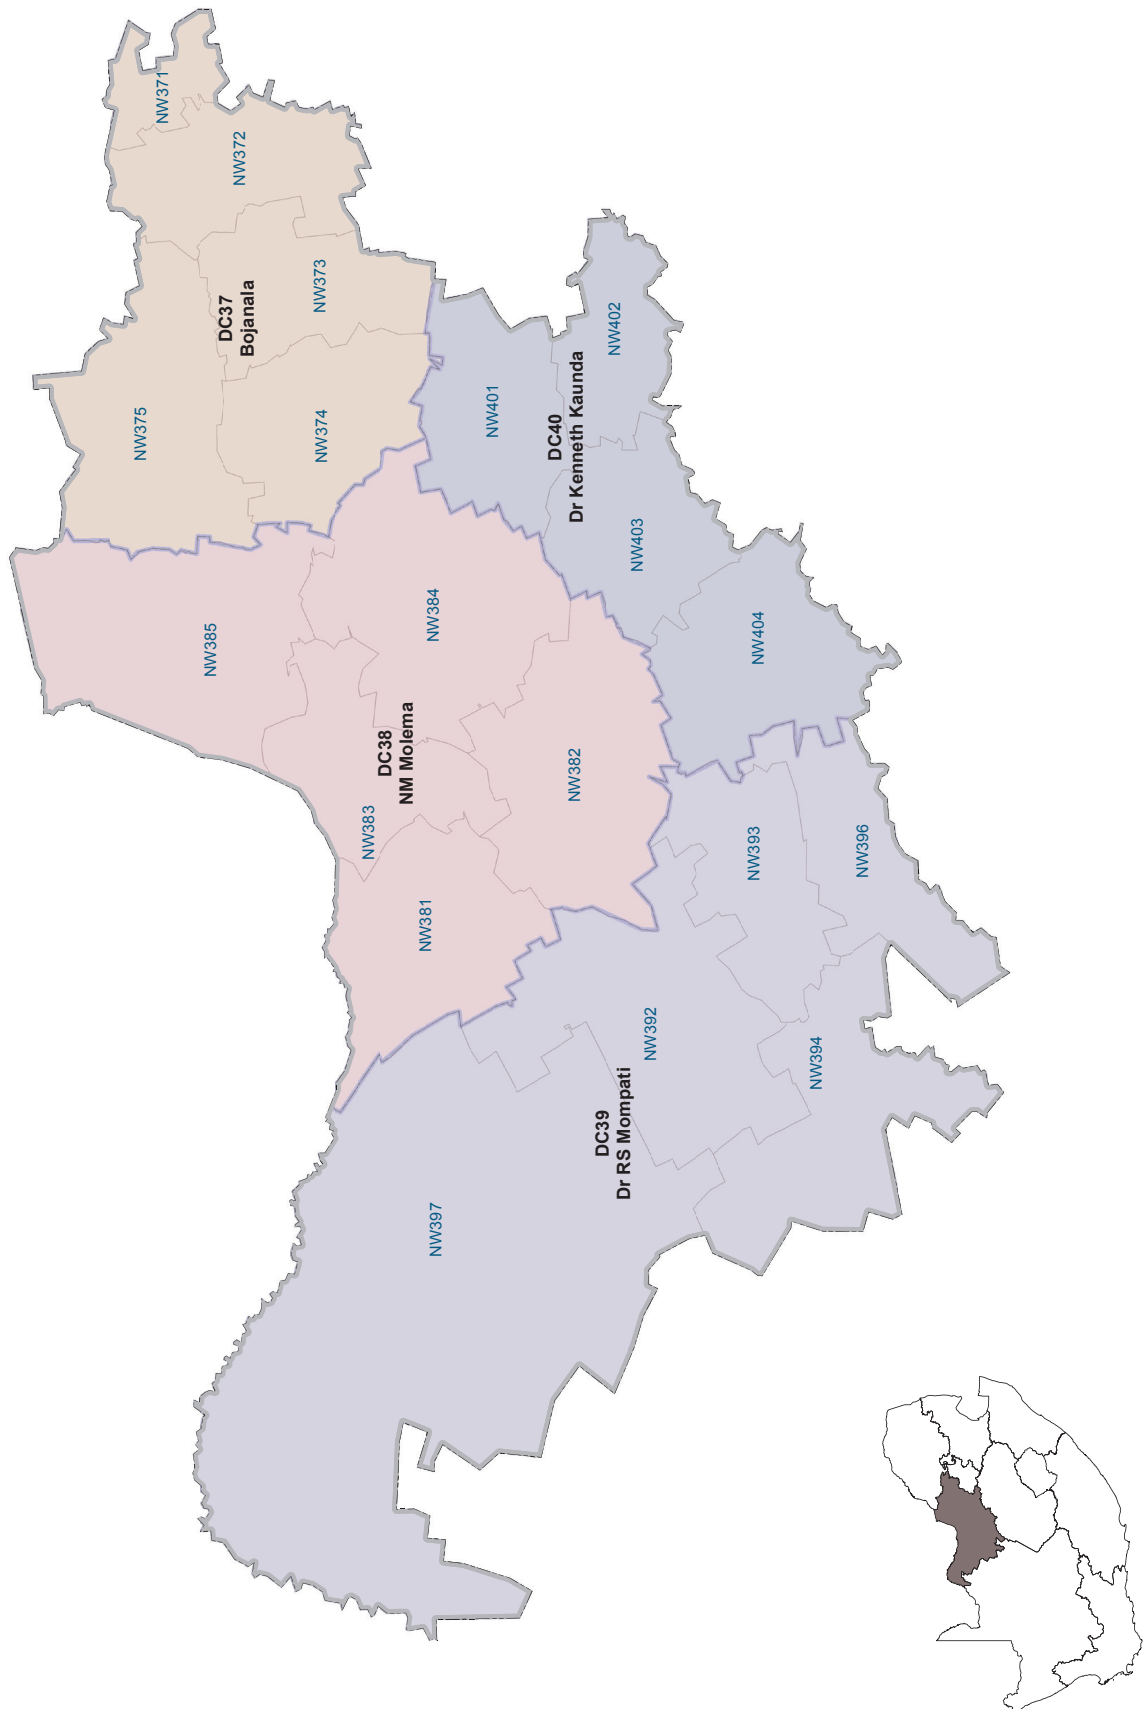 NW371
NW372
DC37
Bojanala
NW373
NW375
NW374
NW402
NW401
DC40
Dr Kenneth Kaunda
NW403
NW404
NW385
NW384
DC38
NM Molema
NW382
NW383
NW381
NW393
NW396
NW392
NW394
DC39
Dr RS Mompati
NW397